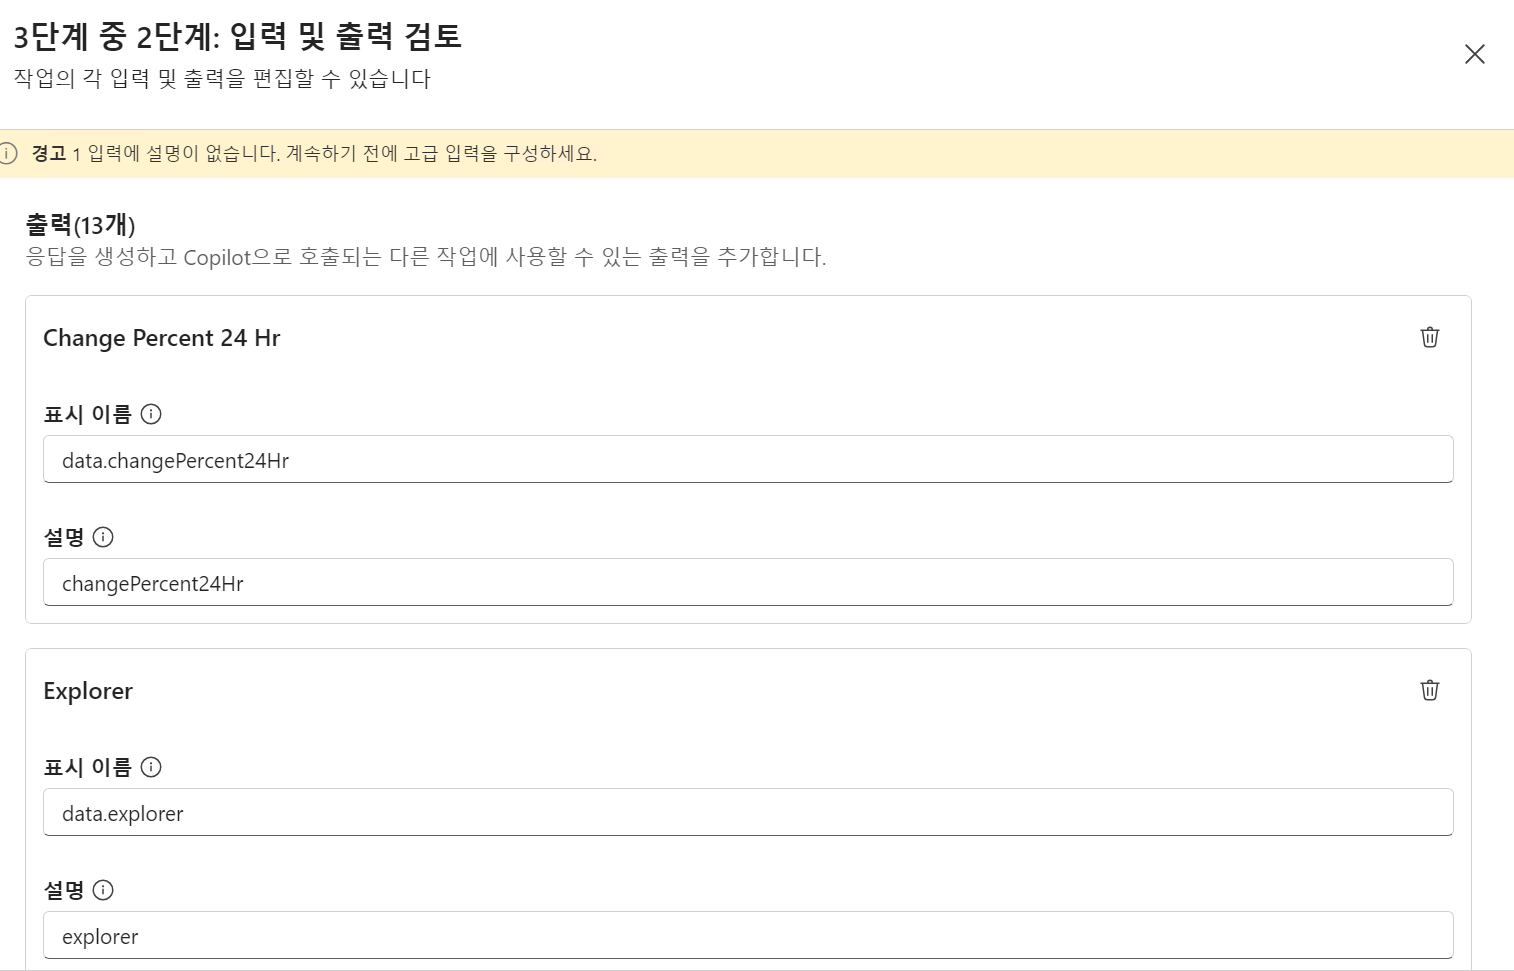 3단계 중 2단계: 입력 및 출력 검토
작업의 각 입력 및 출력을 편집할 수 있습니다
경고 1 입력에 설명이 없습니다. 계속하기 전에 고급 입력을 구성하세요.
출력(13개)
응답을 생성하고 Copilot으로 호출되는 다른 작업에 사용할 수 있는 출력을 추가합니다.
Change Percent 24 Hr
표시 이름
data.changePercent24Hr
설명
changePercent24Hr
Explorer
표시 이름
data.explorer
설명
explorer